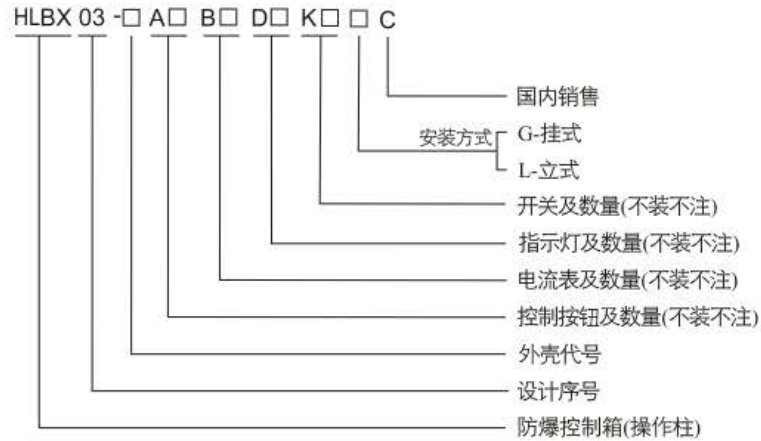 HLBX 03 -□ A□ B□ D□ K□ □ C
国内销售
安装方式
G-挂式
L-立式
开关及数量(不装不注)
指示灯及数量(不装不注)
电流表及数量(不装不注)
控制按钮及数量(不装不注)
外壳代号
设计序号
防爆控制箱(操作柱)